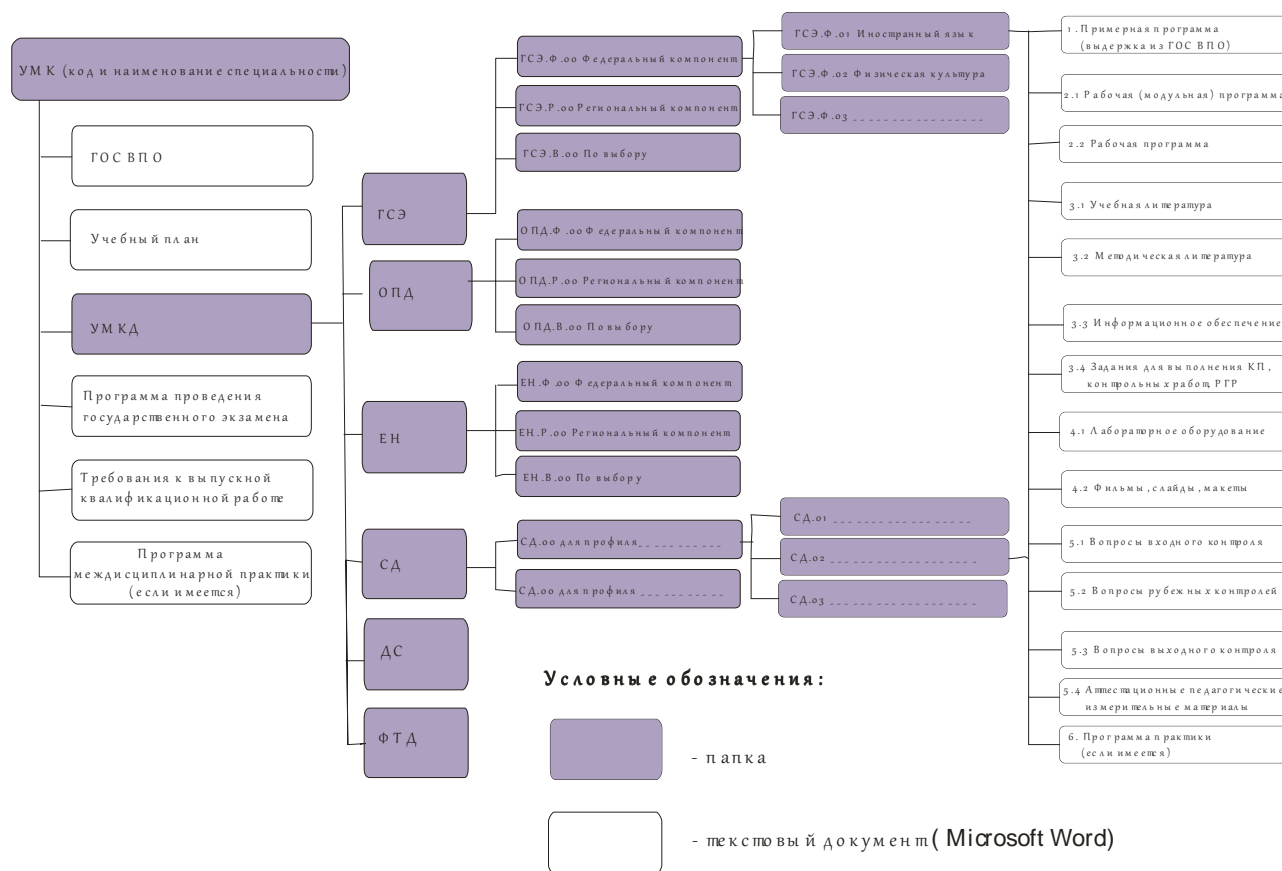 УМК (код и наименование специальности)
ГОС ВПО
Учебный план
УМКД
Программа проведения
государственного экзамена
Требования к выпускной
квалификационной работе
Программа
междисциплинарной практики
(если имеется)
ГСЭ
ОПД
ЕН
СД
ДС
ФТД
ГСЭ.Ф.00 Федеральный компонент
ГСЭ.Р.00 Региональный компонент
ГСЭ.В.00 По выбору
ОПД.Ф.00 Федеральный компонент
ОПД.Р.00 Региональный компонент
ОПД.В.00 По выбору
ЕН.Ф.00 Федеральный компонент
ЕН.Р.00 Региональный компонент
ЕН.В.00 По выбору
СД.00 для профиля__________
СД.00 для профиля __________
ГСЭ.Ф.01 Иностранный язык
ГСЭ.Ф.02 Физическая культура
ГСЭ.Ф.03 ________________
СД.01 _________________
СД.02 __________________
СД.03 __________________
1. Примерная программа
(выдержка из ГОС ВПО)
2.1 Рабочая (модульная) программа
2.2 Рабочая программа
3.1 Учебная литература
3.2 Методическая литература
3.3 Информационное обеспечение
3.4 Задания для выполнения КП,
контрольных работ, РГР
4.1 Лабораторное оборудование
4.2 Фильмы, слайды, макеты
5.1 Вопросы входного контроля
5.2 Вопросы рубежных контролей
5.3 Вопросы выходного контроля
5.4 Аттестационные педагогические
измерительные материалы
6. Программа практики
(если имеется)
Условные обозначения:
- папка
- текстовый документ ( Microsoft Word)